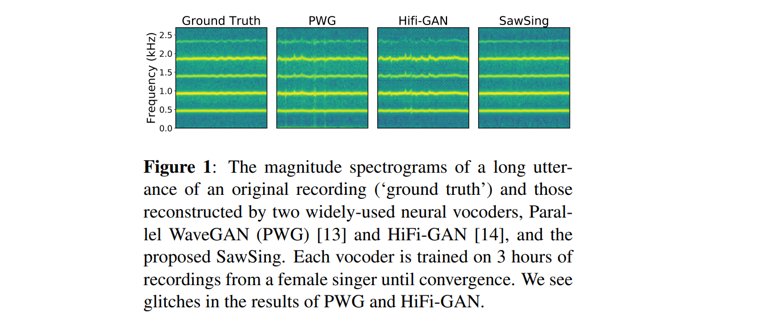 Ground Truth PWG Hifi-GAN SawSing
Frequency (kHz)
2.5
2.0
1.5
1.0
0.5
0.0
Figure 1: The magnitude spectrograms of a long utter-
ance of an original recording (‘ground truth’) and those
reconstructed by two widely-used neural vocoders, Paral-
lel WaveGAN (PWG) [13] and HiFi-GAN [14], and the
proposed SawSing. Each vocoder is trained on 3 hours of
recordings from a female singer until convergence. We see
glitches in the results of PWG and HiFi-GAN.